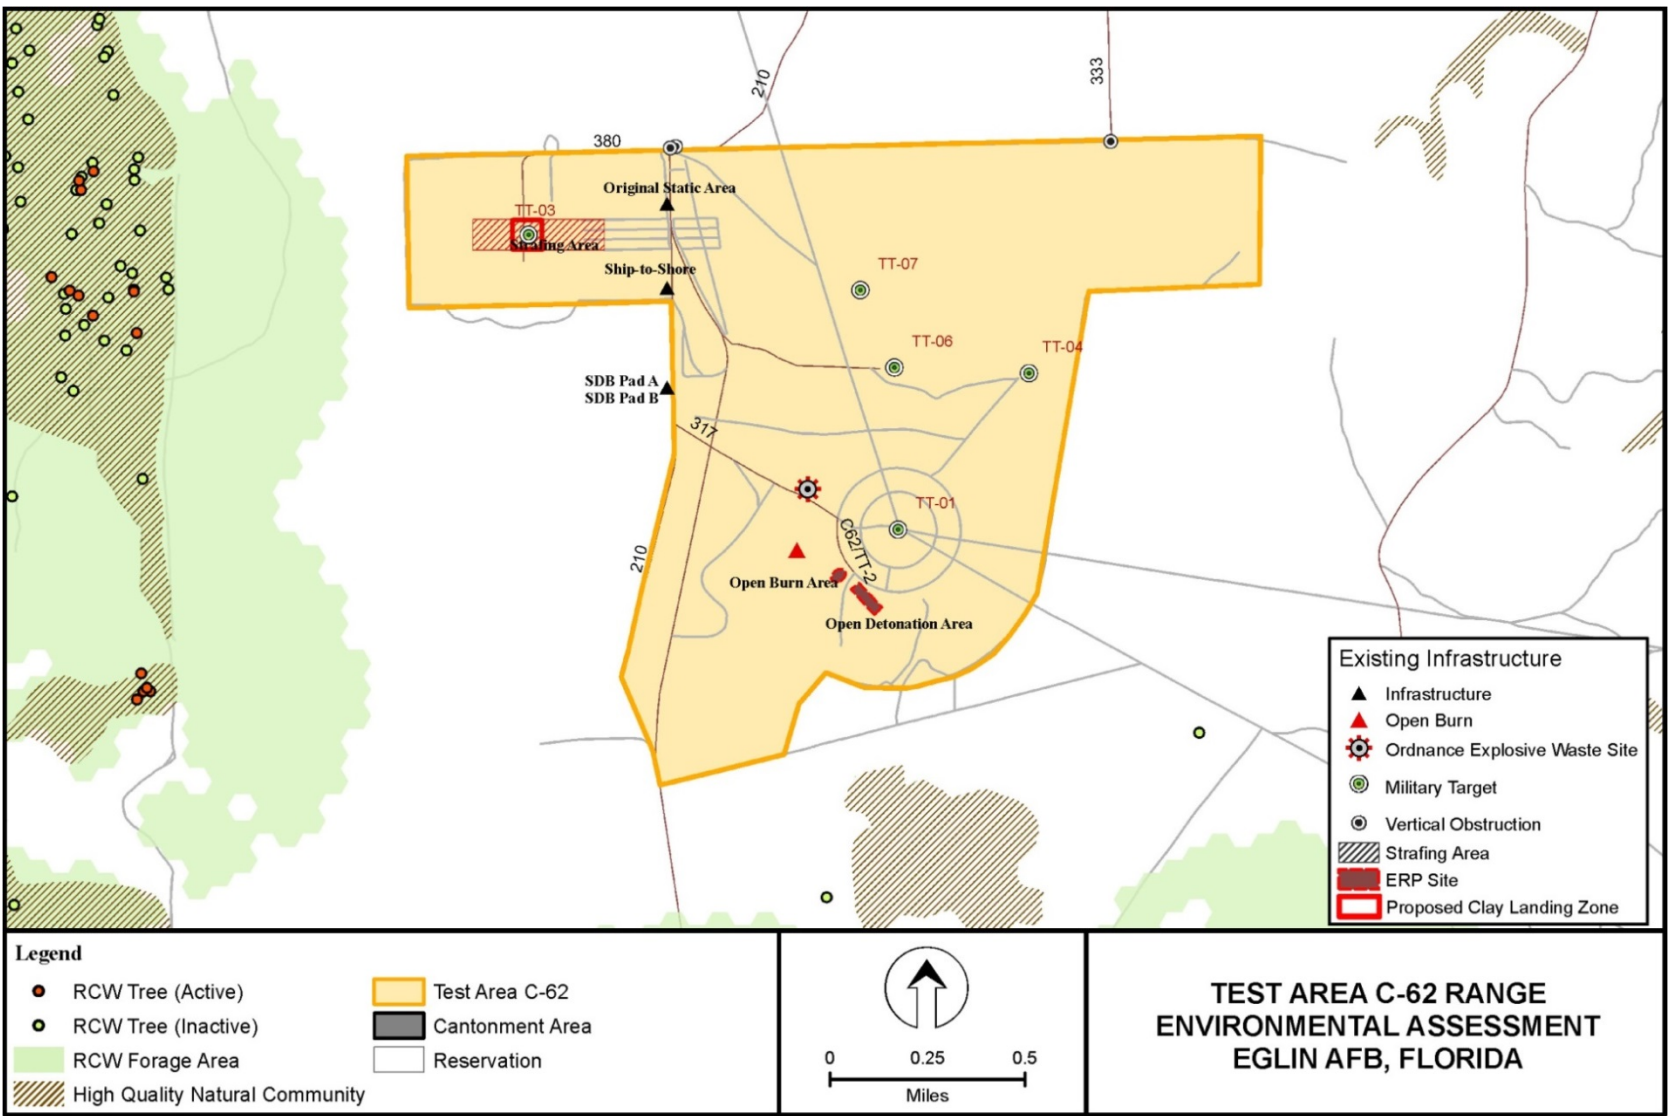 210
333
380
Original Static Area
TT-03
Strafing Area
Ship-to-Shore
TT-07
TT-06
TT-04
SDB Pad A
SDB Pad B
317
TT-01
C62/TT-2
210
Open Burn Area
Open Detonation Area
Existing Infrastructure
Infrastructure
Open Burn
Ordnance Explosive Waste Site
Military Target
Vertical Obstruction
Strafing Area
ERP Site
Proposed Clay Landing Zone
Legend
RCW Tree (Active)
RCW Tree (Inactive)
RCW Forage Area
High Quality Natural Community
Test Area C-62
Cantonment Area
Reservation
0 0.25 0.5
Miles
TEST AREA C-62 RANGE
ENVIRONMENTAL ASSESSMENT
EGLIN AFB, FLORIDA